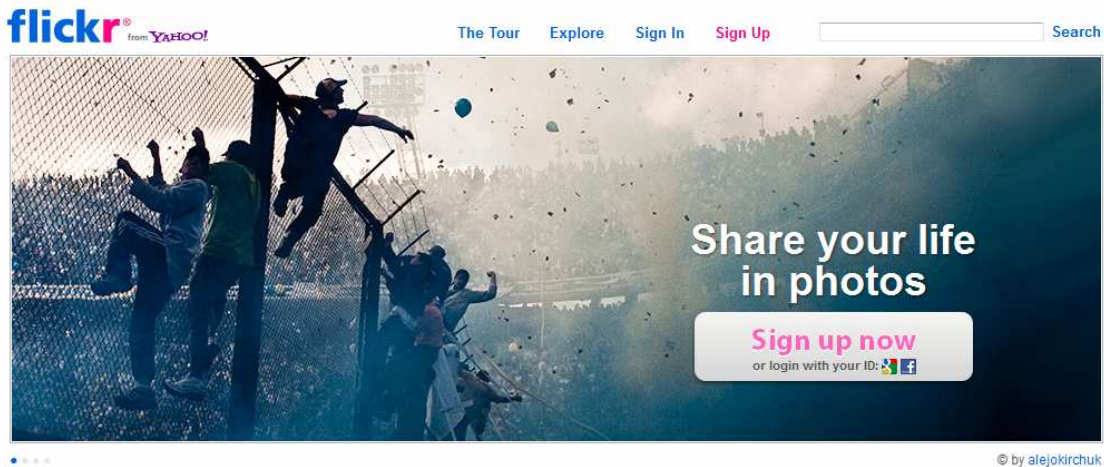 flickr® from YAHOO!
The Tour Explore Sign In Sign Up Search
Share your life
in photos
Sign up now
or login with your ID:
© by alejokirchuk